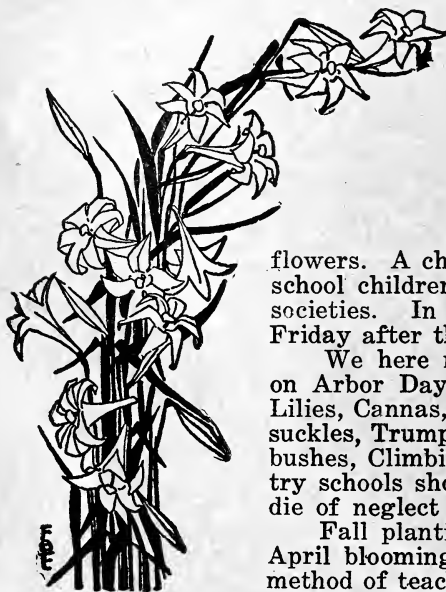 flowers. A ch
school children
societies. In
Friday after th
We here r
on Arbor Day
Lilies, Cannas,
suckles, Trump
bushes, Climbi
try schools sho
die of neglect
Fall planti
April blooming
method of teac